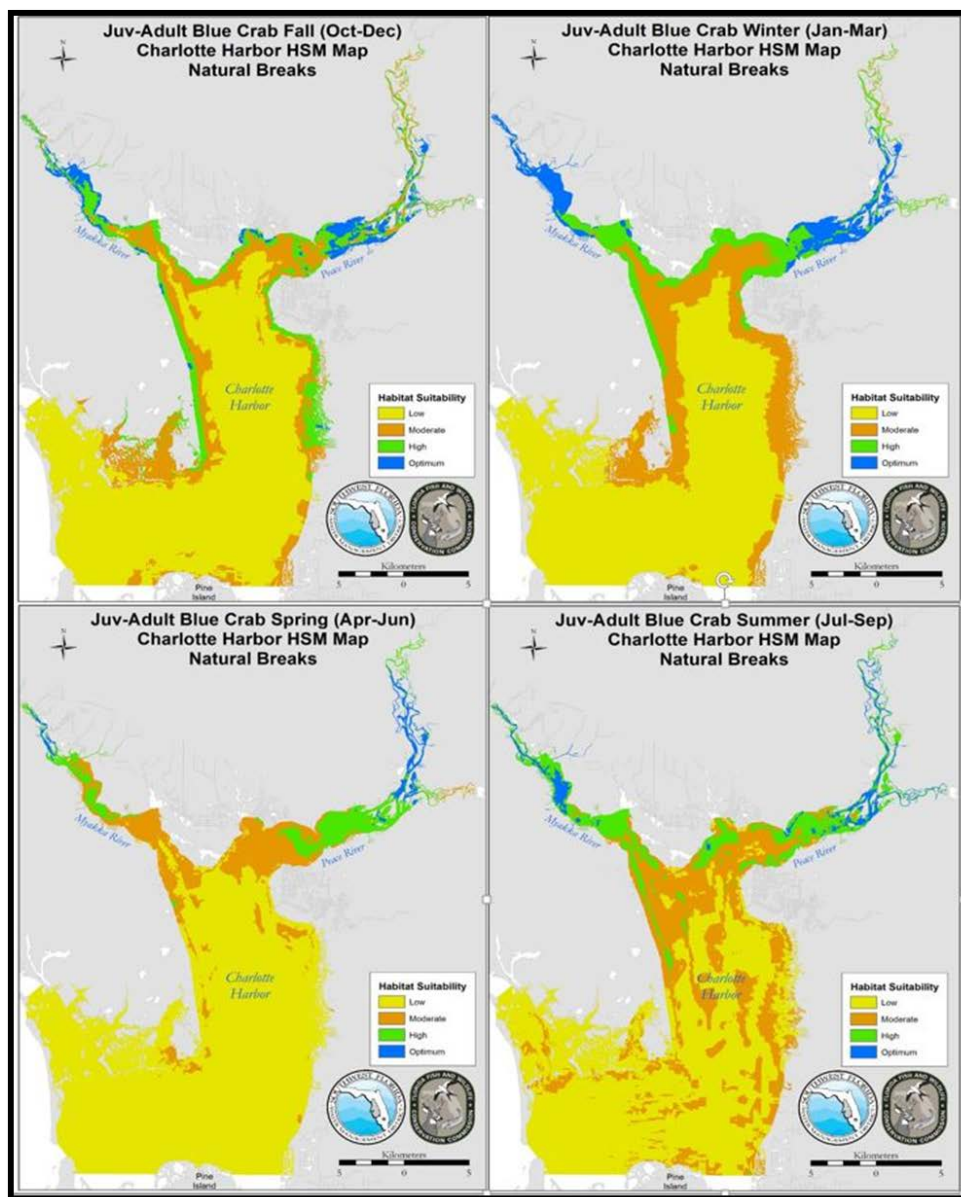 Juv-Adult Blue Crab Fall (Oct-Dec)
Charlotte Harbor HSM Map
Natural Breaks
N
Myakka River
Peace River
Charlotte
Harbor
Habitat Suitability
Low
Moderate
High
Optimum
Kilometers
5 0 5
Pine
Island
Juv-Adult Blue Crab Winter (Jan-Mar)
Charlotte Harbor HSM Map
Natural Breaks
N
Myakka River
Peace River
Charlotte
Harbor
Habitat Suitability
Low
Moderate
High
Optimum
Kilometers
5 0 5
Pine
Island
Juv-Adult Blue Crab Spring (Apr-Jun)
Charlotte Harbor HSM Map
Natural Breaks
N
Myakka River
Peace River
Charlotte
Harbor
Habitat Suitability
Low
Moderate
High
Optimum
Kilometers
5 0 5
Pine
Island
Juv-Adult Blue Crab Summer (Jul-Sep)
Charlotte Harbor HSM Map
Natural Breaks
N
Myakka River
Peace River
Charlotte
Harbor
Habitat Suitability
Low
Moderate
High
Optimum
Kilometers
5 0 5
Pine
Island